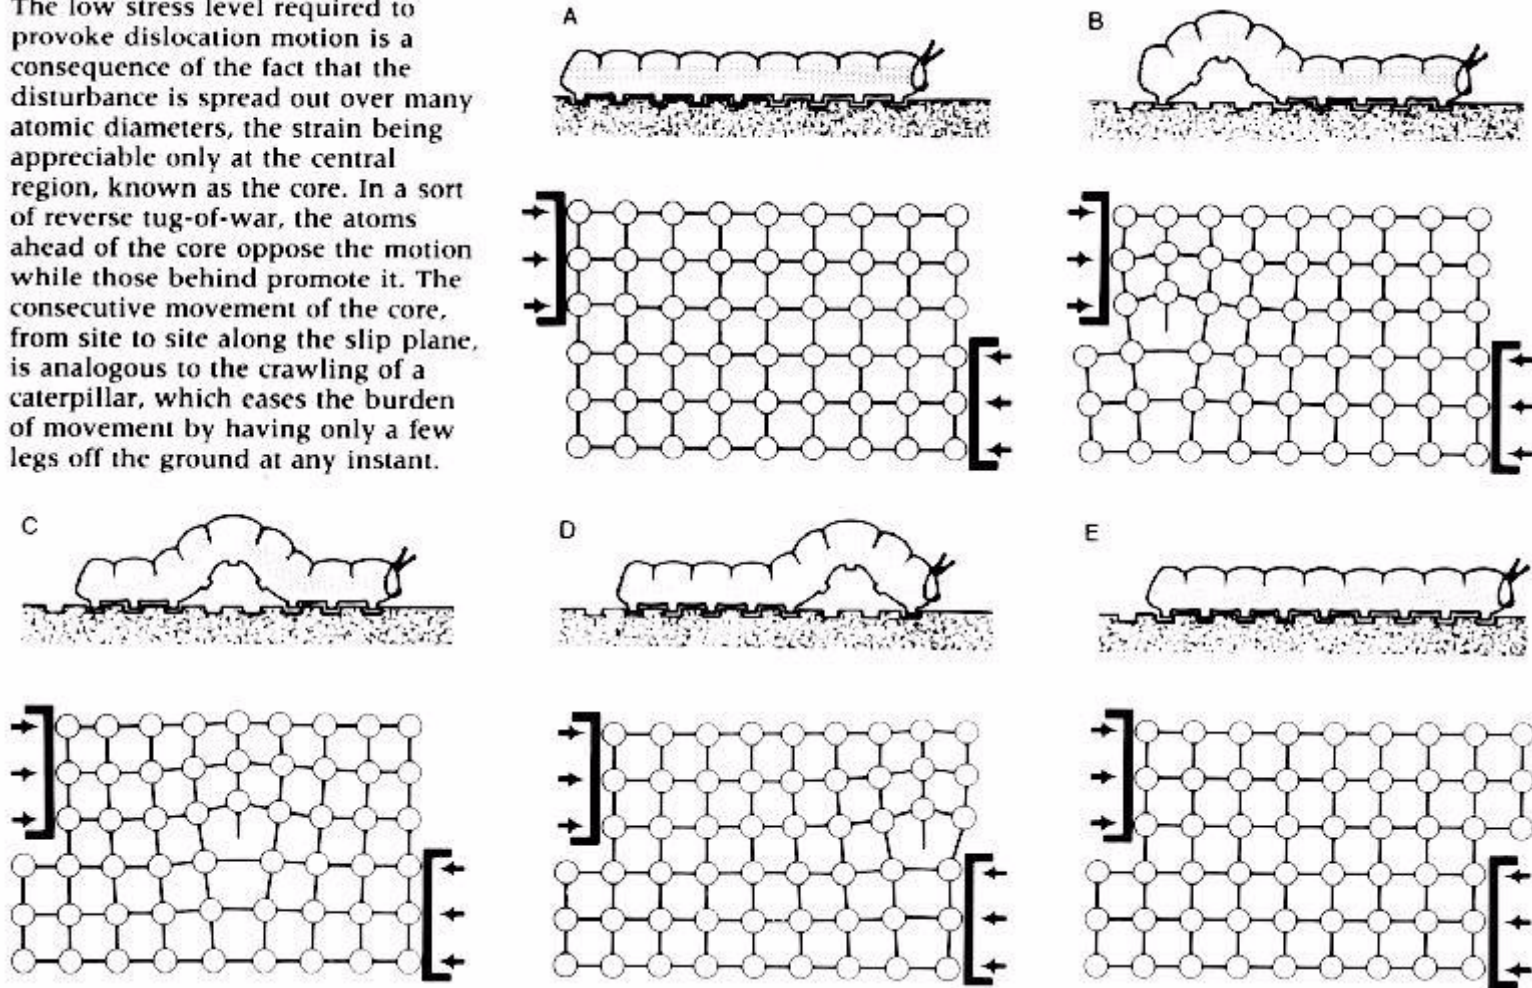 The low stress level required to
provoke dislocation motion is a
consequence of the fact that the
disturbance is spread out over many
atomic diameters, the strain being
appreciable only at the central
region, known as the core. In a sort
of reverse tug-of-war, the atoms
ahead of the core oppose the motion
while those behind promote it. The
consecutive movement of the core,
from site to site along the slip plane,
is analogous to the crawling of a
caterpillar, which eases the burden
of movement by having only a few
legs off the ground at any instant.
A
B
C
D
E